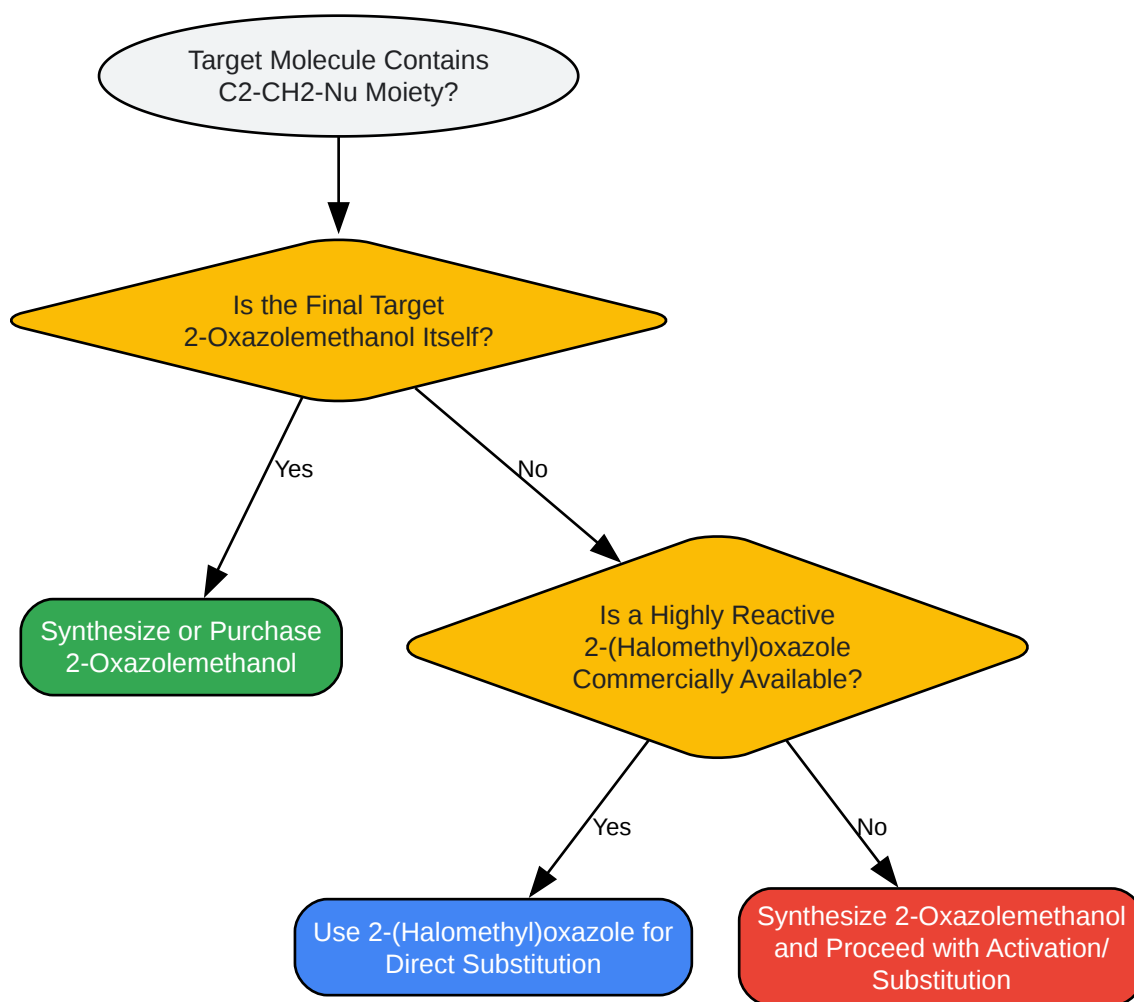 Target Molecule Contains
C2-CH2-Nu Moiety?
Is the Final Target
2-Oxazolemethanol Itself?
Yes
No
Synthesize or Purchase
2-Oxazolemethanol
Is a Highly Reactive
2-(Halomethyl)oxazole
Commercially Available?
Yes
No
Use 2-(Halomethyl)oxazole for
Direct Substitution
Synthesize 2-Oxazolemethanol
and Proceed with Activation/
Substitution